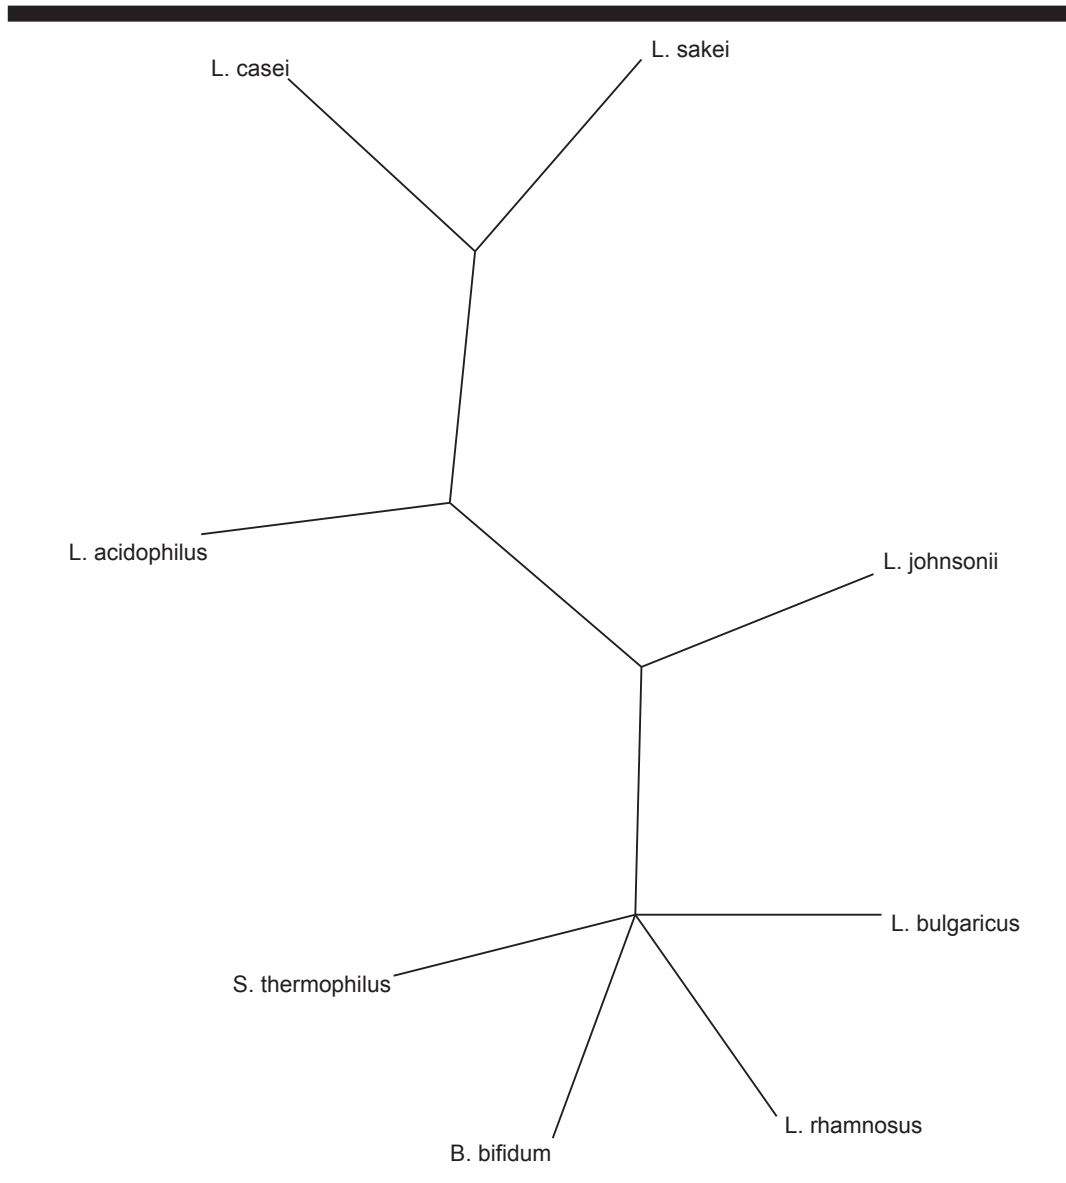 L. sakei
L. casei
L. acidophilus
L. johnsonii
L. bulgaricus
S. thermophilus
L. rhamnosus
B. bifidum